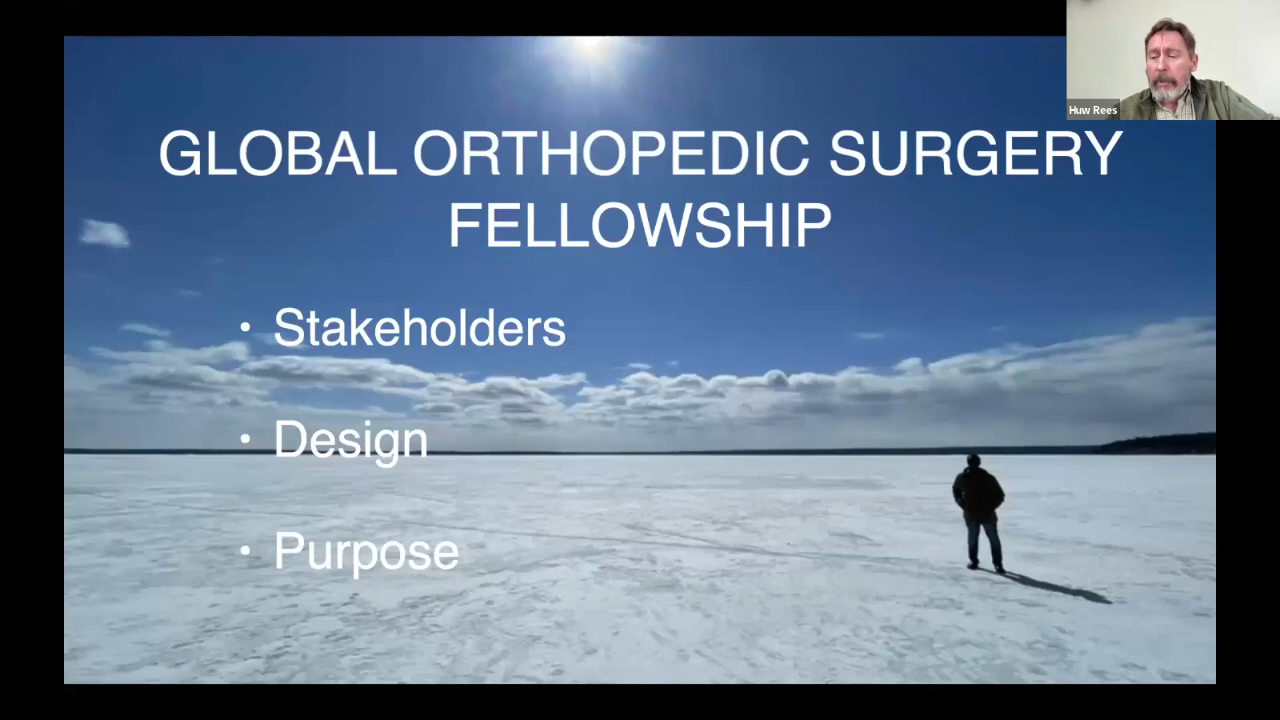 GLOBAL ORTHOPEDIC SURGERY
FELLOWSHIP
• Stakeholders
• Design
• Purpose
Huw Rees